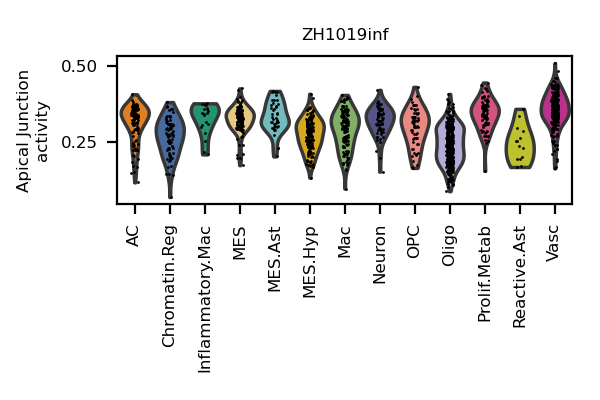 ZH1019inf
Apical Junction
activity
0.50
0.25
AC
Chromatin.Reg
Inflammatory.Mac
MES
MES.Ast
MES.Hyp
Mac
Neuron
OPC
Oligo
Prolif.Metab
Reactive.Ast
Vasc